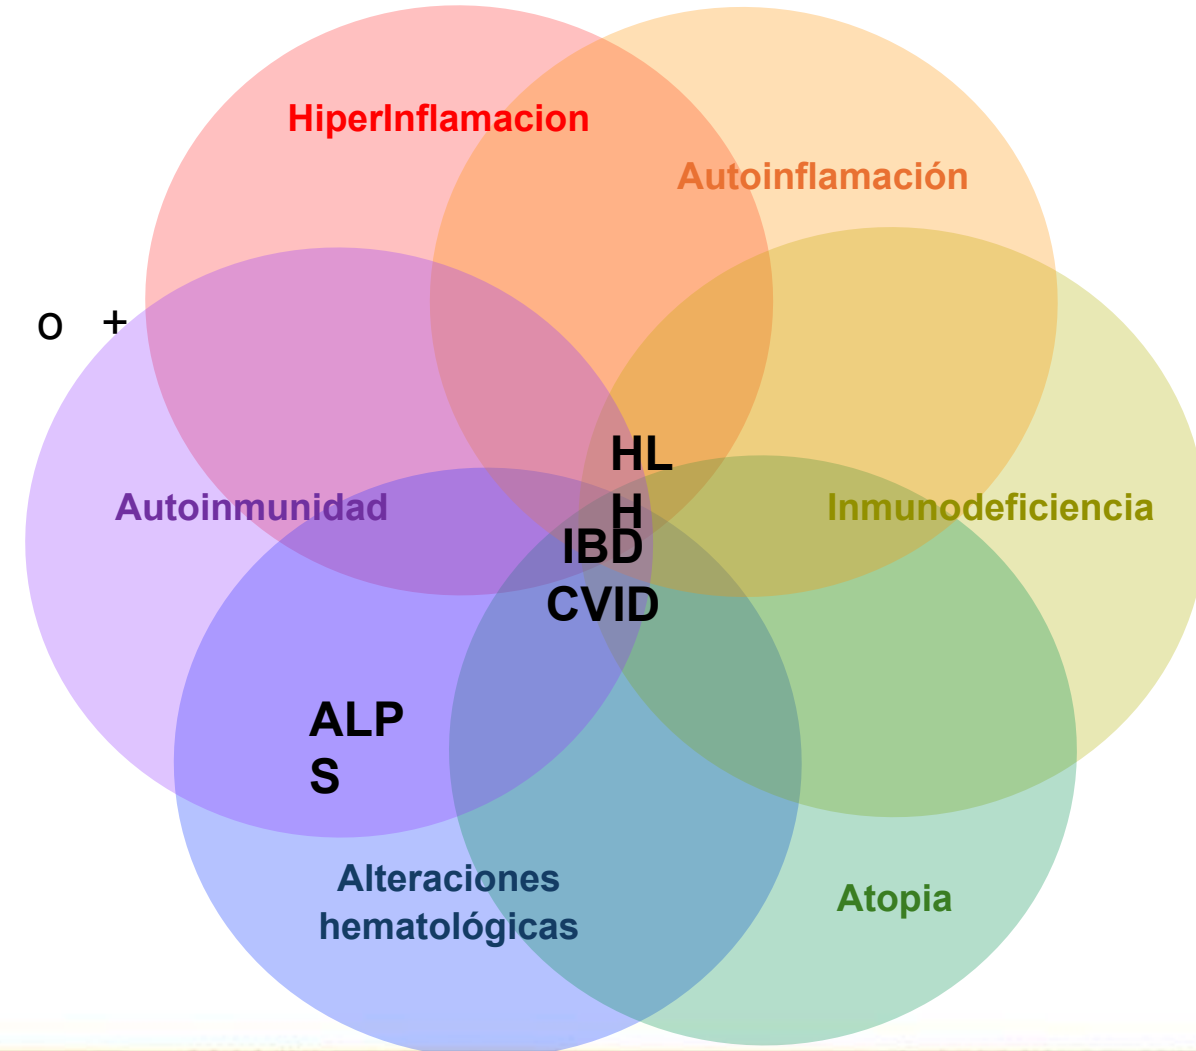 HiperInflamacion
Autoinflamación
o +
HL
H
Autoinmunidad
Inmunodeficiencia
IBD
CVID
ALP
S
Alteraciones
hematológicas
Atopia